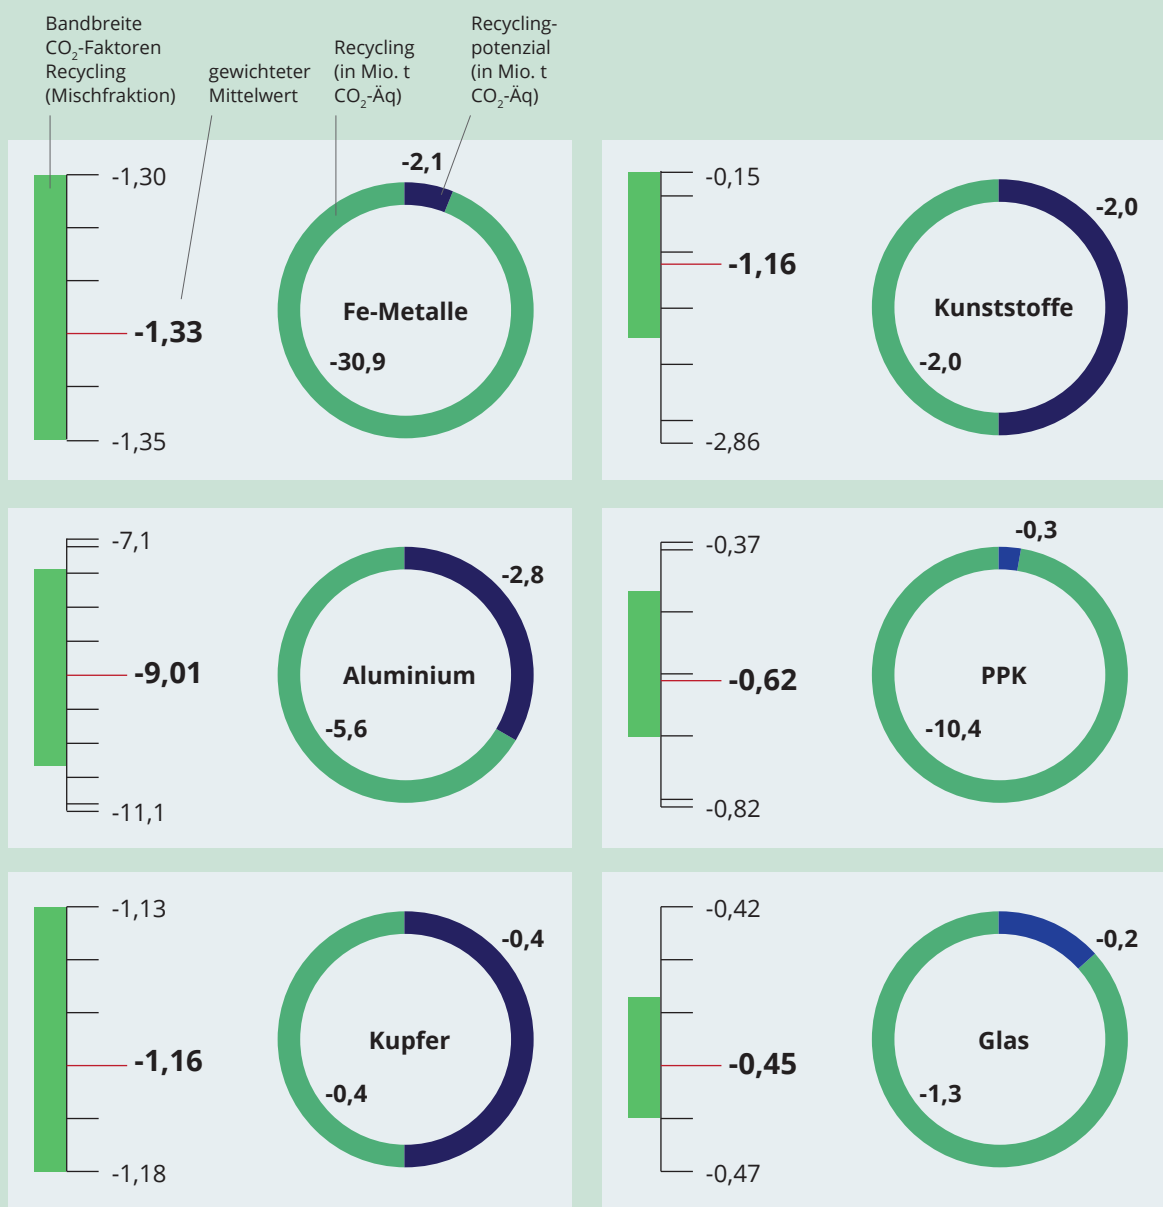 Bandbreite
CO₂-Faktoren
Recycling
(Mischfraktion)
gewichteter
Mittelwert
Recycling
(in Mio. t
CO₂-Äq)
Recycling-
potenzial
(in Mio. t
CO₂-Äq)
-1,30
-1,33
-1,35
-2,1
Fe-Metalle
-30,9
-0,15
-1,16
-2,86
-2,0
Kunststoffe
-2,0
-7,1
-9,01
-11,1
-2,8
Aluminium
-5,6
-0,37
-0,62
-0,82
-0,3
PPK
-10,4
-1,13
-1,16
-1,18
-0,4
Kupfer
-0,4
-0,42
-0,45
-0,47
-0,2
Glas
-1,3